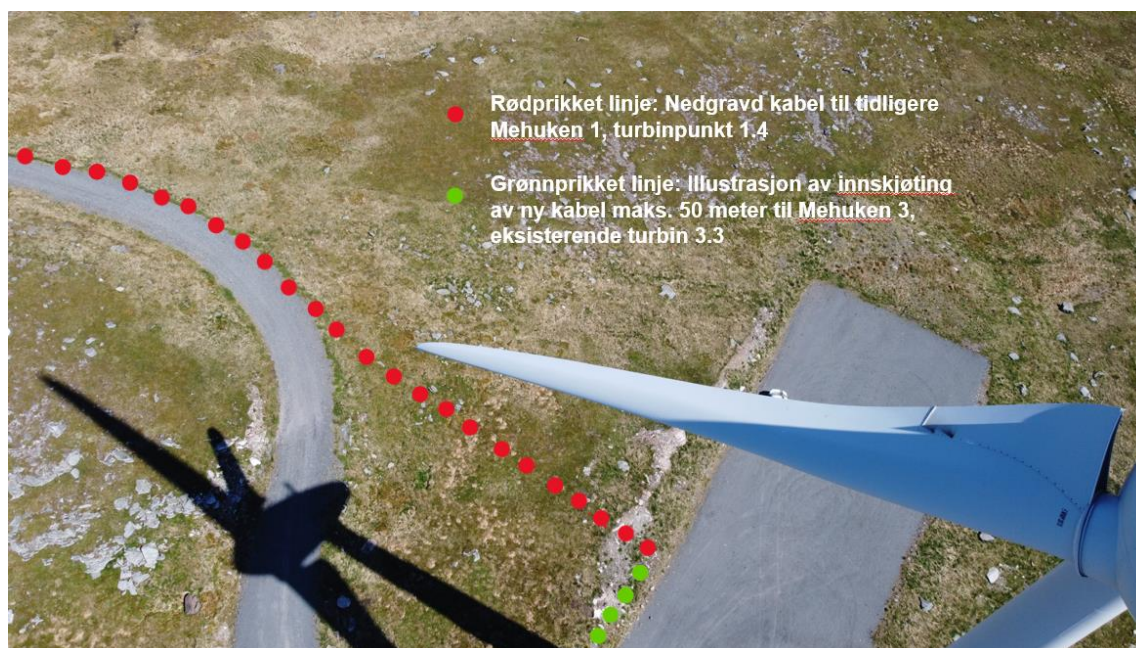 Rødprikket linje: Nedgravd kabel til tidligere
Mehuken 1, turbinpunkt 1.4
Grønnprikket linje: Illustrasjon av innskjøting
av ny kabel maks. 50 meter til Mehuken 3,
eksisterende turbin 3.3